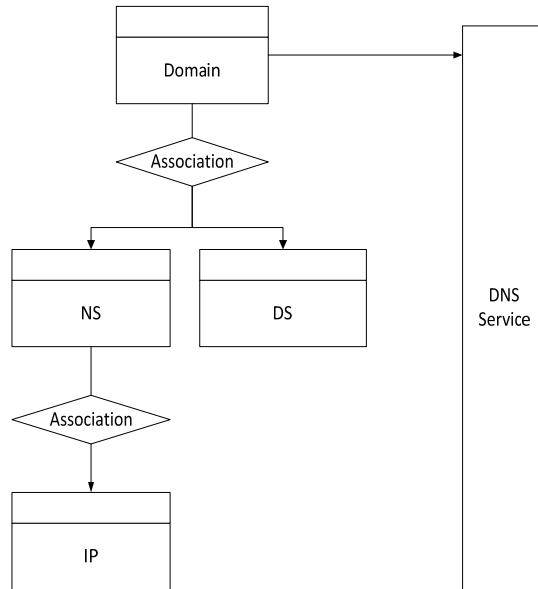 Domain
Association
NS
DS
DNS
Service
Association
IP